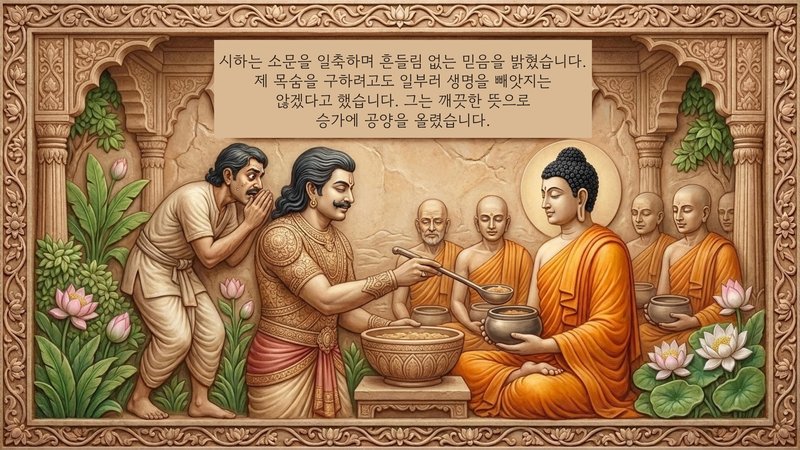 시하는 소문을 일축하며 흔들림 없는 믿음을 밝혔습니다.
제 목숨을 구하려고도 일부러 생명을 빼앗지는
않겠다고 했습니다. 그는 깨끗한 뜻으로
승가에 공양을 올렸습니다.